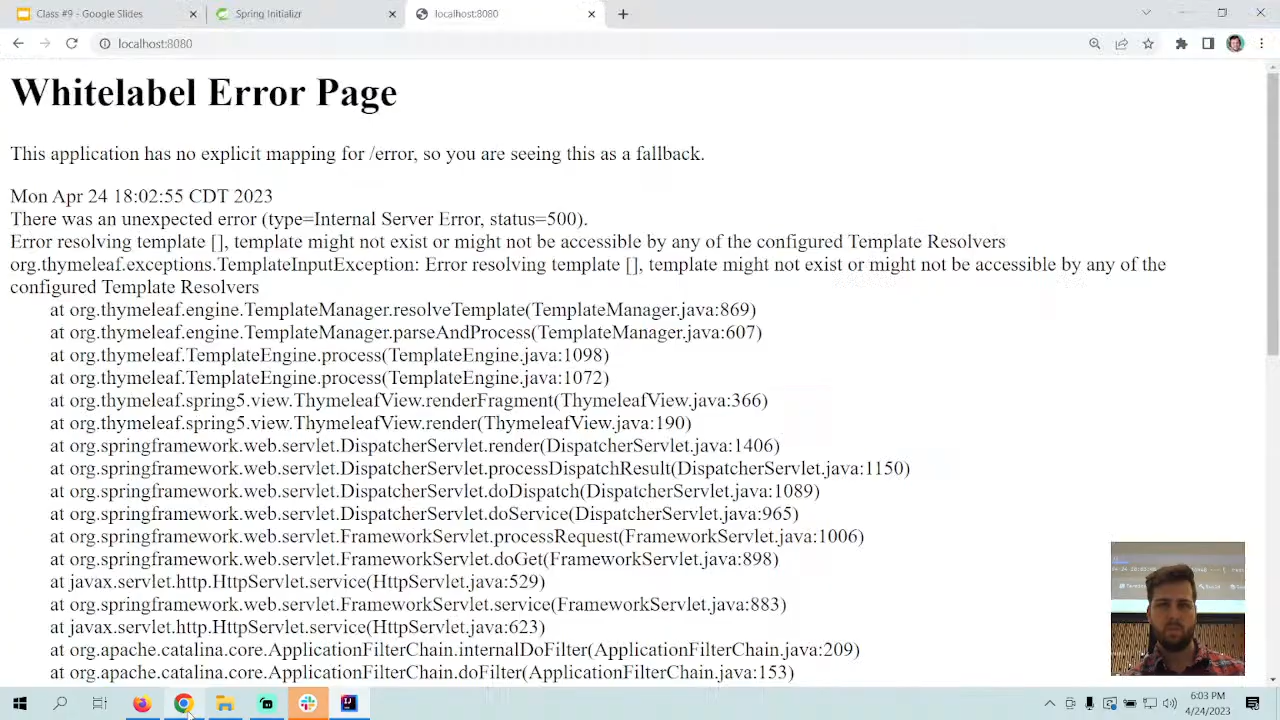 Class #9 - Google Slides
Spring Initializr
localhost:8080
localhost:8080
Whitelabel Error Page
This application has no explicit mapping for /error, so you are seeing this as a fallback.
Mon Apr 24 18:02:55 CDT 2023
There was an unexpected error (type=Internal Server Error, status=500).
Error resolving template [], template might not exist or might not be accessible by any of the configured Template Resolvers
org.thymeleaf.exceptions.TemplateInputException: Error resolving template [], template might not exist or might not be accessible by any of the
configured Template Resolvers
at org.thymeleaf.engine.TemplateManager.resolveTemplate(TemplateManager.java:869)
at org.thymeleaf.engine.TemplateManager.parseAndProcess(TemplateManager.java:607)
at org.thymeleaf.TemplateEngine.process(TemplateEngine.java:1098)
at org.thymeleaf.TemplateEngine.process(TemplateEngine.java:1072)
at org.thymeleaf.spring5.view.ThymeleafView.renderFragment(ThymeleafView.java:366)
at org.thymeleaf.spring5.view.ThymeleafView.render(ThymeleafView.java:190)
at org.springframework.web.servlet.DispatcherServlet.render(DispatcherServlet.java:1406)
at org.springframework.web.servlet.DispatcherServlet.processDispatchResult(DispatcherServlet.java:1150)
at org.springframework.web.servlet.DispatcherServlet.doDispatch(DispatcherServlet.java:1089)
at org.springframework.web.servlet.DispatcherServlet.doService(DispatcherServlet.java:965)
at org.springframework.web.servlet.FrameworkServlet.processRequest(FrameworkServlet.java:1006)
at org.springframework.web.servlet.FrameworkServlet.doGet(FrameworkServlet.java:898)
at javax.servlet.http.HttpServlet.service(HttpServlet.java:529)
at org.springframework.web.servlet.FrameworkServlet.service(FrameworkServlet.java:883)
at javax.servlet.http.HttpServlet.service(HttpServlet.java:623)
at org.apache.catalina.core.ApplicationFilterChain.internalDoFilter(ApplicationFilterChain.java:209)
at org.apache.catalina.core.ApplicationFilterChain.doFilter(ApplicationFilterChain.java:153)
6:03 PM
4/24/2023